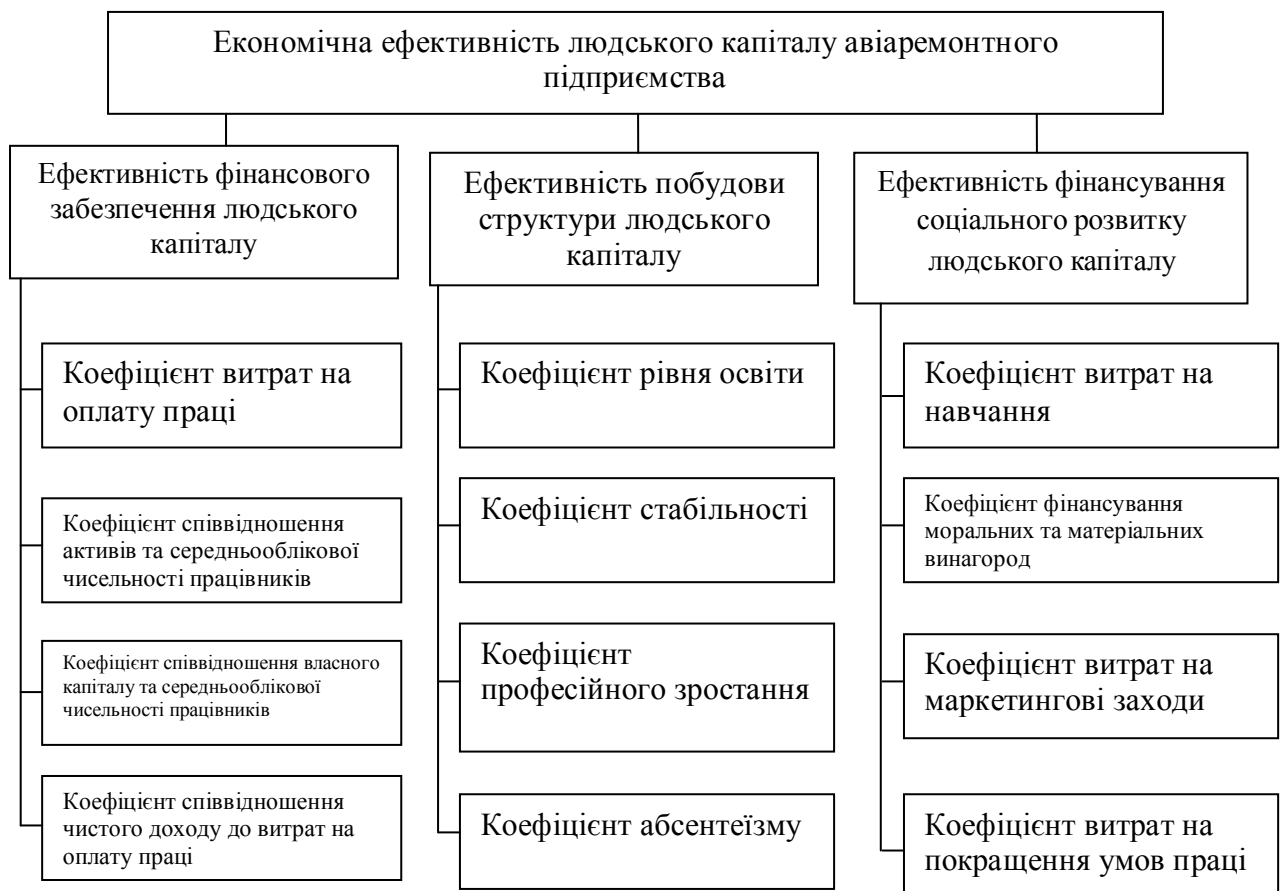 Економічна ефективність людського капіталу авіаремонтного
підприємства
Ефективність фінансового
забезпечення людського
капіталу
Ефективність побудови
структури людського
капіталу
Ефективність фінансування
соціального розвитку
людського капіталу
Коефіцієнт витрат на
оплату праці
Коефіцієнт співвідношення
активів та середньооблікової
чисельності працівників
Коефіцієнт співвідношення власного
капіталу та середньооблікової
чисельності працівників
Коефіцієнт співвідношення
чистого доходу до витрат на
оплату праці
Коефіцієнт рівня освіти
Коефіцієнт стабільності
Коефіцієнт
професійного зростання
Коефіцієнт абсентеїзму
Коефіцієнт витрат на
навчання
Коефіцієнт фінансування
моральних та матеріальних
винагород
Коефіцієнт витрат на
маркетингові заходи
Коефіцієнт витрат на
покращення умов праці